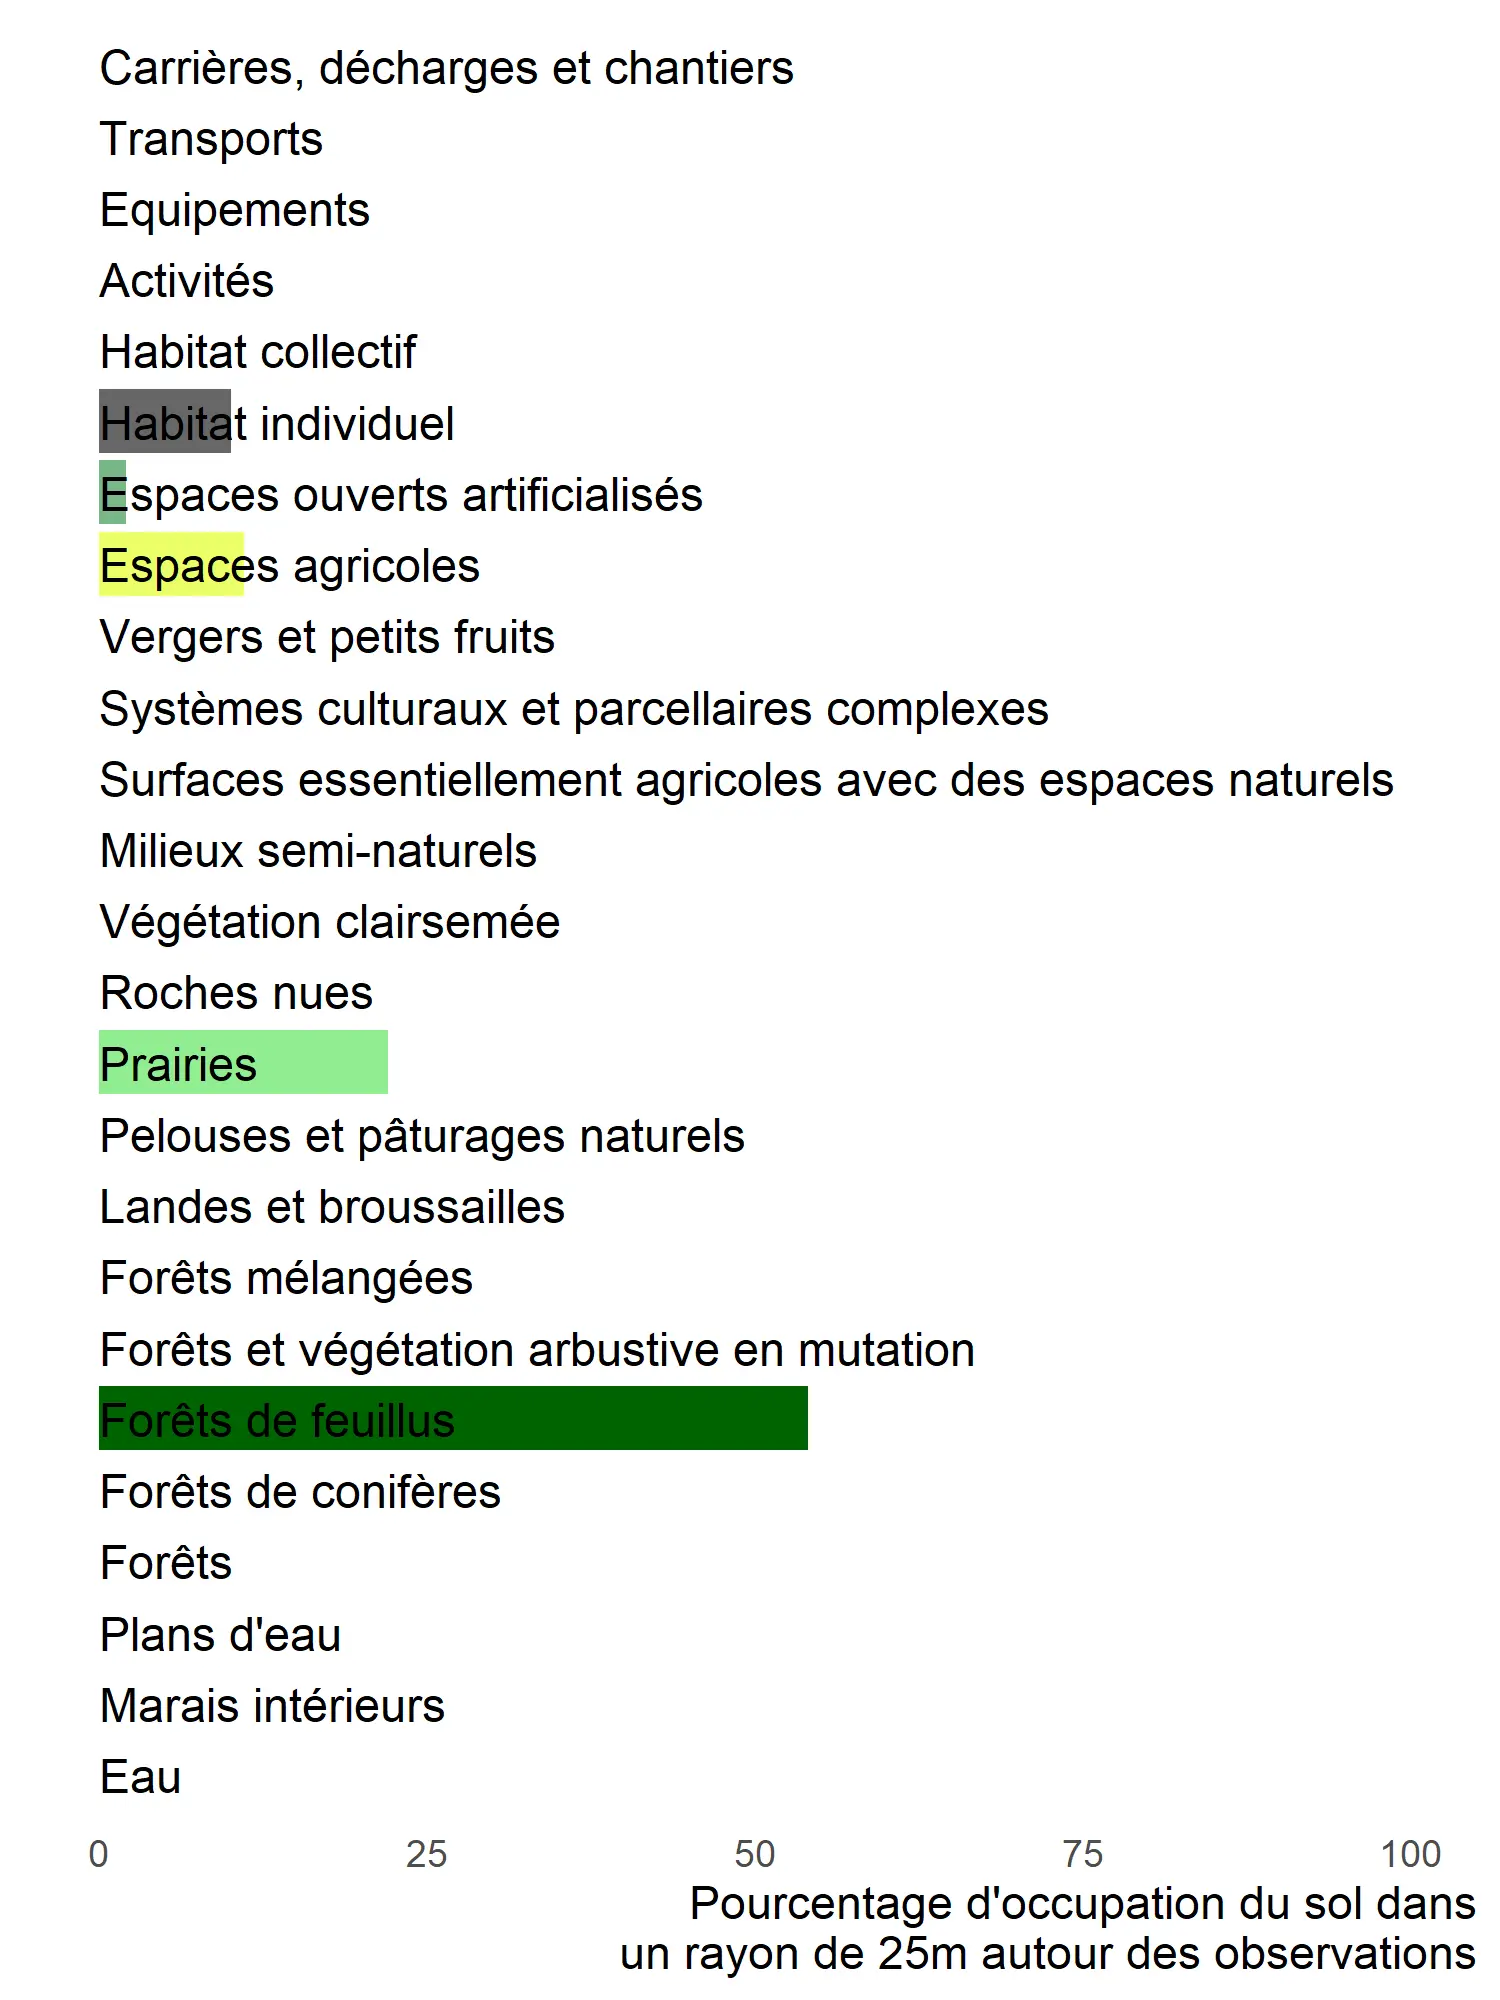 Carrières, décharges et chantiers
Transports
Equipements
Activités
Habitat collectif
Habitat individuel
Espaces ouverts artificialisés
Espaces agricoles
Vergers et petits fruits
Systèmes culturaux et parcellaires complexes
Surfaces essentiellement agricoles avec des espaces naturels
Milieux semi-naturels
Végétation clairsemée
Roches nues
Prairies
Pelouses et pâturages naturels
Landes et broussailles
Forêts mélangées
Forêts et végétation arbustive en mutation
Forêts de feuillus
Forêts de conifères
Forêts
Plans d'eau
Marais intérieurs
Eau
0 25 50 75 100
Pourcentage d'occupation du sol dans
un rayon de 25m autour des observations